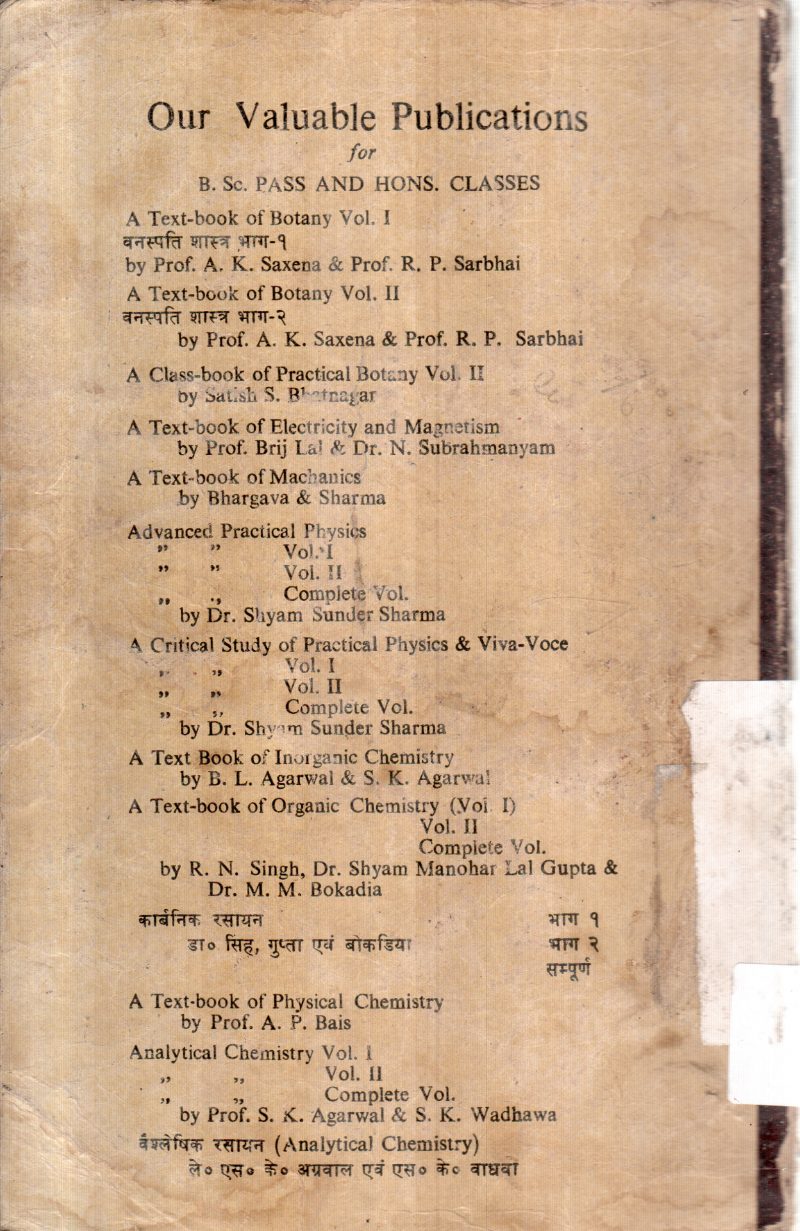 Our Valuable Publications
for
B. Sc. PASS AND HONS. CLASSES
A Text-book of Botany Vol. I
वनस्पति शास्त्र भाग-१
by Prof. A. K. Saxena & Prof. R. P. Sarbhai
A Text-book of Botany Vol. II
वनस्पति शास्त्र भाग-२
by Prof. A. K. Saxena & Prof. R. P. Sarbhai
A Class-book of Practical Botany Vol. II
by Satish S. Bhatnagar
A Text-book of Electricity and Magnetism
by Prof. Brij Lal & Dr. N. Subrahmanyam
A Text-book of Machanics
by Bhargava & Sharma
Advanced Practical Physics
" " Vol. I
" " Vol. II
,, ,, Complete Vol.
by Dr. Shyam Sunder Sharma
A Critical Study of Practical Physics & Viva-Voce
,, ,, Vol. I
,, ,, Vol. II
,, ,, Complete Vol.
by Dr. Shyam Sunder Sharma
A Text Book of Inorganic Chemistry
by B. L. Agarwal & S. K. Agarwal
A Text-book of Organic Chemistry (Vol. I)
Vol. II
Complete Vol.
by R. N. Singh, Dr. Shyam Manohar Lal Gupta &
Dr. M. M. Bokadia
कार्बनिक रसायन भाग १
डा० सिंह, गुप्ता एवं बोकडिया भाग २
सम्पूर्ण
A Text-book of Physical Chemistry
by Prof. A. P. Bais
Analytical Chemistry Vol. I
,, ,, Vol. II
,, ,, Complete Vol.
by Prof. S. K. Agarwal & S. K. Wadhawa
वैश्लेषिक रसायन (Analytical Chemistry)
ले० एस० के० अग्रवाल एवं एस० के० वाधवा